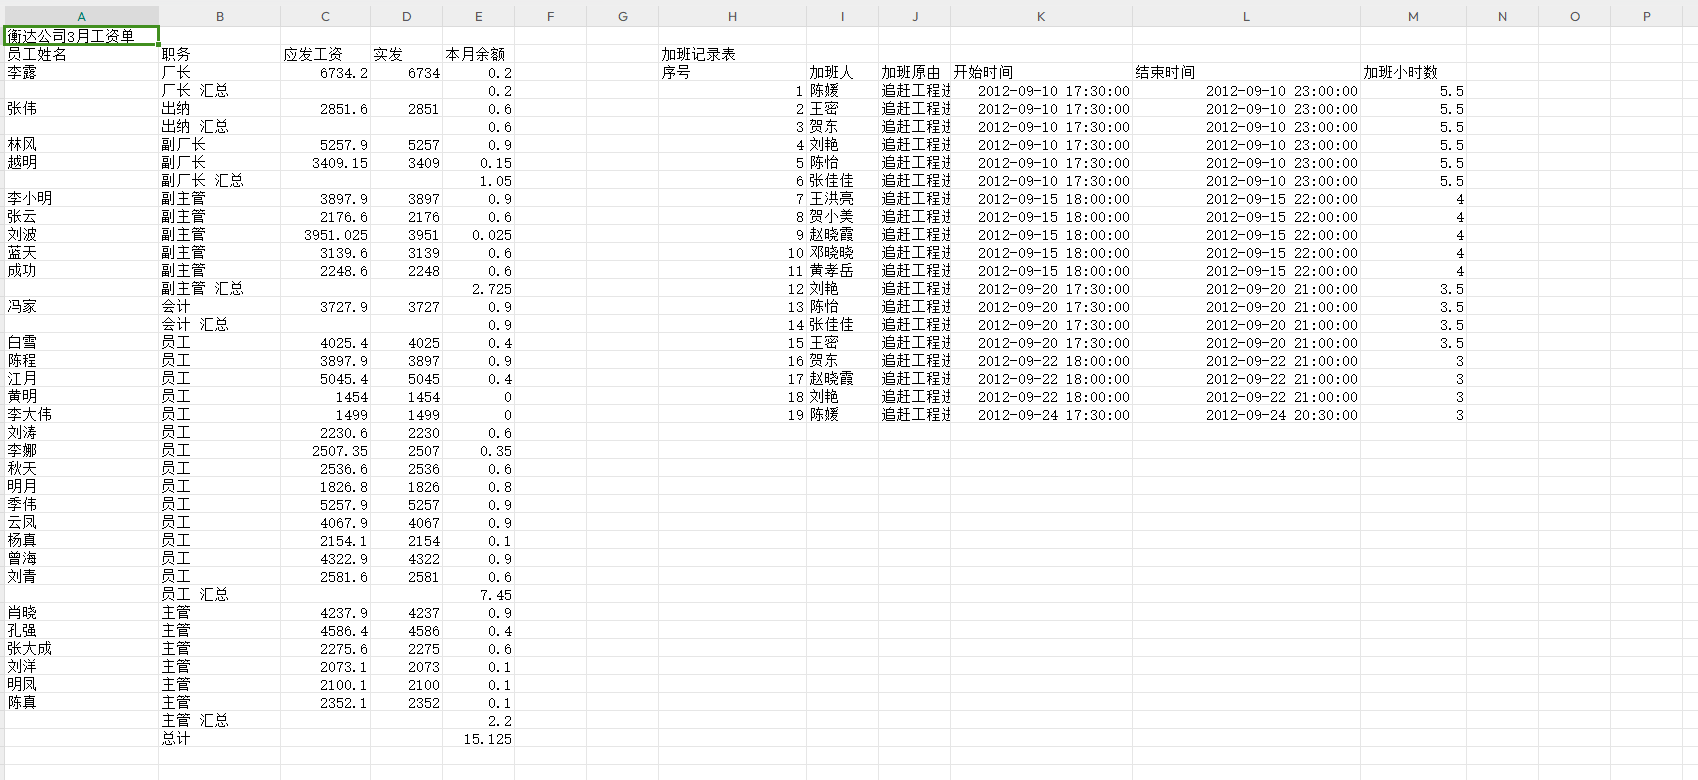 A B C D E F G H I J K L M N O P
衡达公司3月工资单
员工姓名 职务 应发工资 实发 本月余额 加班记录表
李露 厂长 6734.2 6734 0.2 序号 加班人 加班原由 开始时间 结束时间 加班小时数
厂长 汇总 0.2 1 陈媛 追赶工程进 2012-09-10 17:30:00 2012-09-10 23:00:00 5.5
张伟 出纳 2851.6 2851 0.6 2 王密 追赶工程进 2012-09-10 17:30:00 2012-09-10 23:00:00 5.5
出纳 汇总 0.6 3 贺东 追赶工程进 2012-09-10 17:30:00 2012-09-10 23:00:00 5.5
林风 副厂长 5257.9 5257 0.9 4 刘艳 追赶工程进 2012-09-10 17:30:00 2012-09-10 23:00:00 5.5
越明 副厂长 3409.15 3409 0.15 5 陈怡 追赶工程进 2012-09-10 17:30:00 2012-09-10 23:00:00 5.5
副厂长 汇总 1.05 6 张佳佳 追赶工程进 2012-09-10 17:30:00 2012-09-10 23:00:00 5.5
李小明 副主管 3897.9 3897 0.9 7 王洪亮 追赶工程进 2012-09-15 18:00:00 2012-09-15 22:00:00 4
张云 副主管 2176.6 2176 0.6 8 贺小美 追赶工程进 2012-09-15 18:00:00 2012-09-15 22:00:00 4
刘波 副主管 3951.025 3951 0.025 9 赵晓霞 追赶工程进 2012-09-15 18:00:00 2012-09-15 22:00:00 4
蓝天 副主管 3139.6 3139 0.6 10 邓晓晓 追赶工程进 2012-09-15 18:00:00 2012-09-15 22:00:00 4
成功 副主管 2248.6 2248 0.6 11 黄孝岳 追赶工程进 2012-09-15 18:00:00 2012-09-15 22:00:00 4
副主管 汇总 2.725 12 刘艳 追赶工程进 2012-09-20 17:30:00 2012-09-20 21:00:00 3.5
冯家 会计 3727.9 3727 0.9 13 陈怡 追赶工程进 2012-09-20 17:30:00 2012-09-20 21:00:00 3.5
会计 汇总 0.9 14 张佳佳 追赶工程进 2012-09-20 17:30:00 2012-09-20 21:00:00 3.5
白雪 员工 4025.4 4025 0.4 15 王密 追赶工程进 2012-09-20 17:30:00 2012-09-20 21:00:00 3.5
陈程 员工 3897.9 3897 0.9 16 贺东 追赶工程进 2012-09-22 18:00:00 2012-09-22 21:00:00 3
江月 员工 5045.4 5045 0.4 17 赵晓霞 追赶工程进 2012-09-22 18:00:00 2012-09-22 21:00:00 3
黄明 员工 1454 1454 0 18 刘艳 追赶工程进 2012-09-22 18:00:00 2012-09-22 21:00:00 3
李大伟 员工 1499 1499 0 19 陈媛 追赶工程进 2012-09-24 17:30:00 2012-09-24 20:30:00 3
刘涛 员工 2230.6 2230 0.6
李娜 员工 2507.35 2507 0.35
秋天 员工 2536.6 2536 0.6
明月 员工 1826.8 1826 0.8
季伟 员工 5257.9 5257 0.9
云凤 员工 4067.9 4067 0.9
杨真 员工 2154.1 2154 0.1
曾海 员工 4322.9 4322 0.9
刘青 员工 2581.6 2581 0.6
员工 汇总 7.45
肖晓 主管 4237.9 4237 0.9
孔强 主管 4586.4 4586 0.4
张大成 主管 2275.6 2275 0.6
刘洋 主管 2073.1 2073 0.1
明凤 主管 2100.1 2100 0.1
陈真 主管 2352.1 2352 0.1
主管 汇总 2.2
总计 15.125